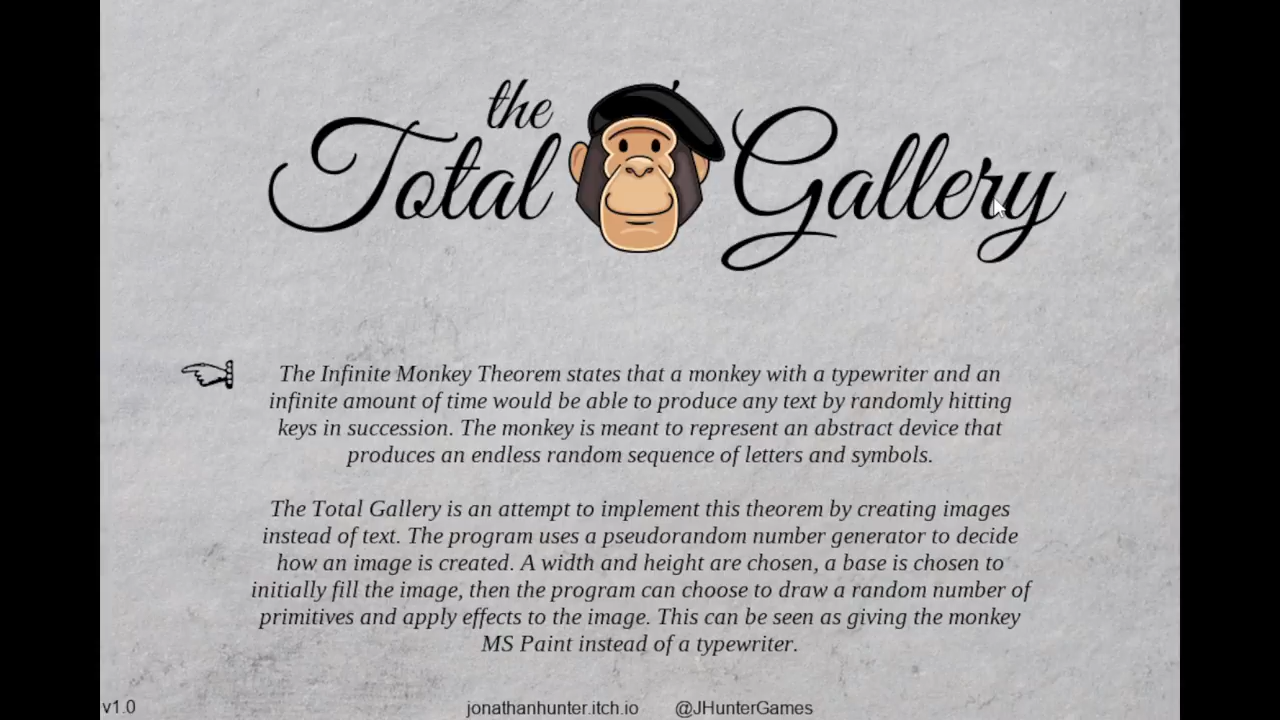 the
Total Gallery
The Infinite Monkey Theorem states that a monkey with a typewriter and an
infinite amount of time would be able to produce any text by randomly hitting
keys in succession. The monkey is meant to represent an abstract device that
produces an endless random sequence of letters and symbols.
The Total Gallery is an attempt to implement this theorem by creating images
instead of text. The program uses a pseudorandom number generator to decide
how an image is created. A width and height are chosen, a base is chosen to
initially fill the image, then the program can choose to draw a random number of
primitives and apply effects to the image. This can be seen as giving the monkey
MS Paint instead of a typewriter.
v1.0 jonathanhunter.itch.io @JHunterGames